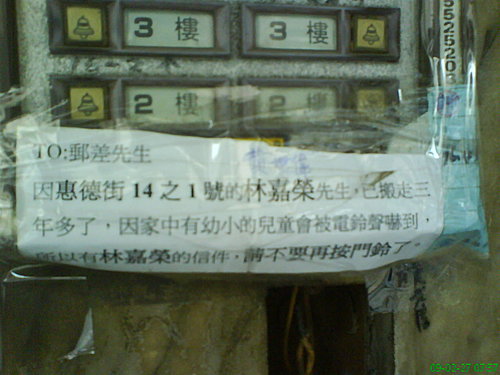 3 樓 3 樓
2 樓 2 樓
TO:郵差先生
因惠德街 14 之 1 號的林嘉榮先生,已搬走三
年多了，因家中有幼小的兒童會被電鈴聲嚇到，
所以有林嘉榮的信件,請不要再按門鈴了。